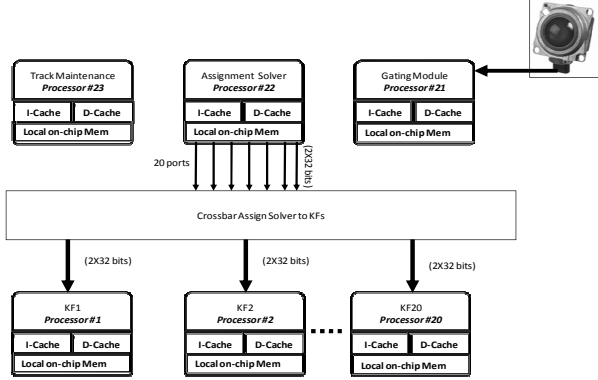 Track Maintenance
Processor #23
I-Cache D-Cache
Local on-chip Mem
Assignment Solver
Processor #22
I-Cache D-Cache
Local on-chip Mem
Gating Module
Processor #21
I-Cache D-Cache
Local on-chip Mem
20 ports
(2X32 bits)
Crossbar Assign Solver to KFs
(2X32 bits)
(2X32 bits)
(2X32 bits)
KF1
Processor #1
I-Cache D-Cache
Local on-chip Mem
KF2
Processor #2
I-Cache D-Cache
Local on-chip Mem
KF20
Processor #20
I-Cache D-Cache
Local on-chip Mem